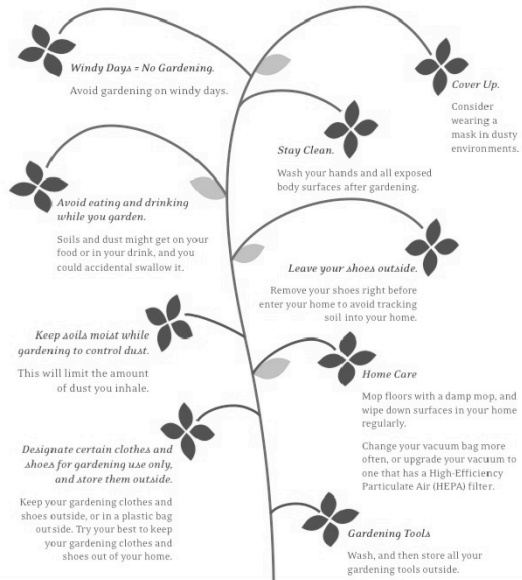 Windy Days = No Gardening.
Avoid gardening on windy days.
Cover Up.
Consider
wearing a
mask in dusty
environments.
Stay Clean.
Wash your hands and all exposed
body surfaces after gardening.
Avoid eating and drinking
while you garden.
Soils and dust might get on your
food or in your drink, and you
could accidental swallow it.
Leave your shoes outside.
Remove your shoes right before
enter your home to avoid tracking
soil into your home.
Keep soils moist while
gardening to control dust.
This will limit the amount
of dust you inhale.
Home Care
Mop floors with a damp mop, and
wipe down surfaces in your home
regularly.
Change your vacuum bag more
often, or upgrade your vacuum to
one that has a High-Efficiency
Particulate Air (HEPA) filter.
Designate certain clothes and
shoes for gardening use only,
and store them outside.
Keep your gardening clothes and
shoes outside, or in a plastic bag
outside. Try your best to keep
your gardening clothes and
shoes out of your home.
Gardening Tools
Wash, and then store all your
gardening tools outside.